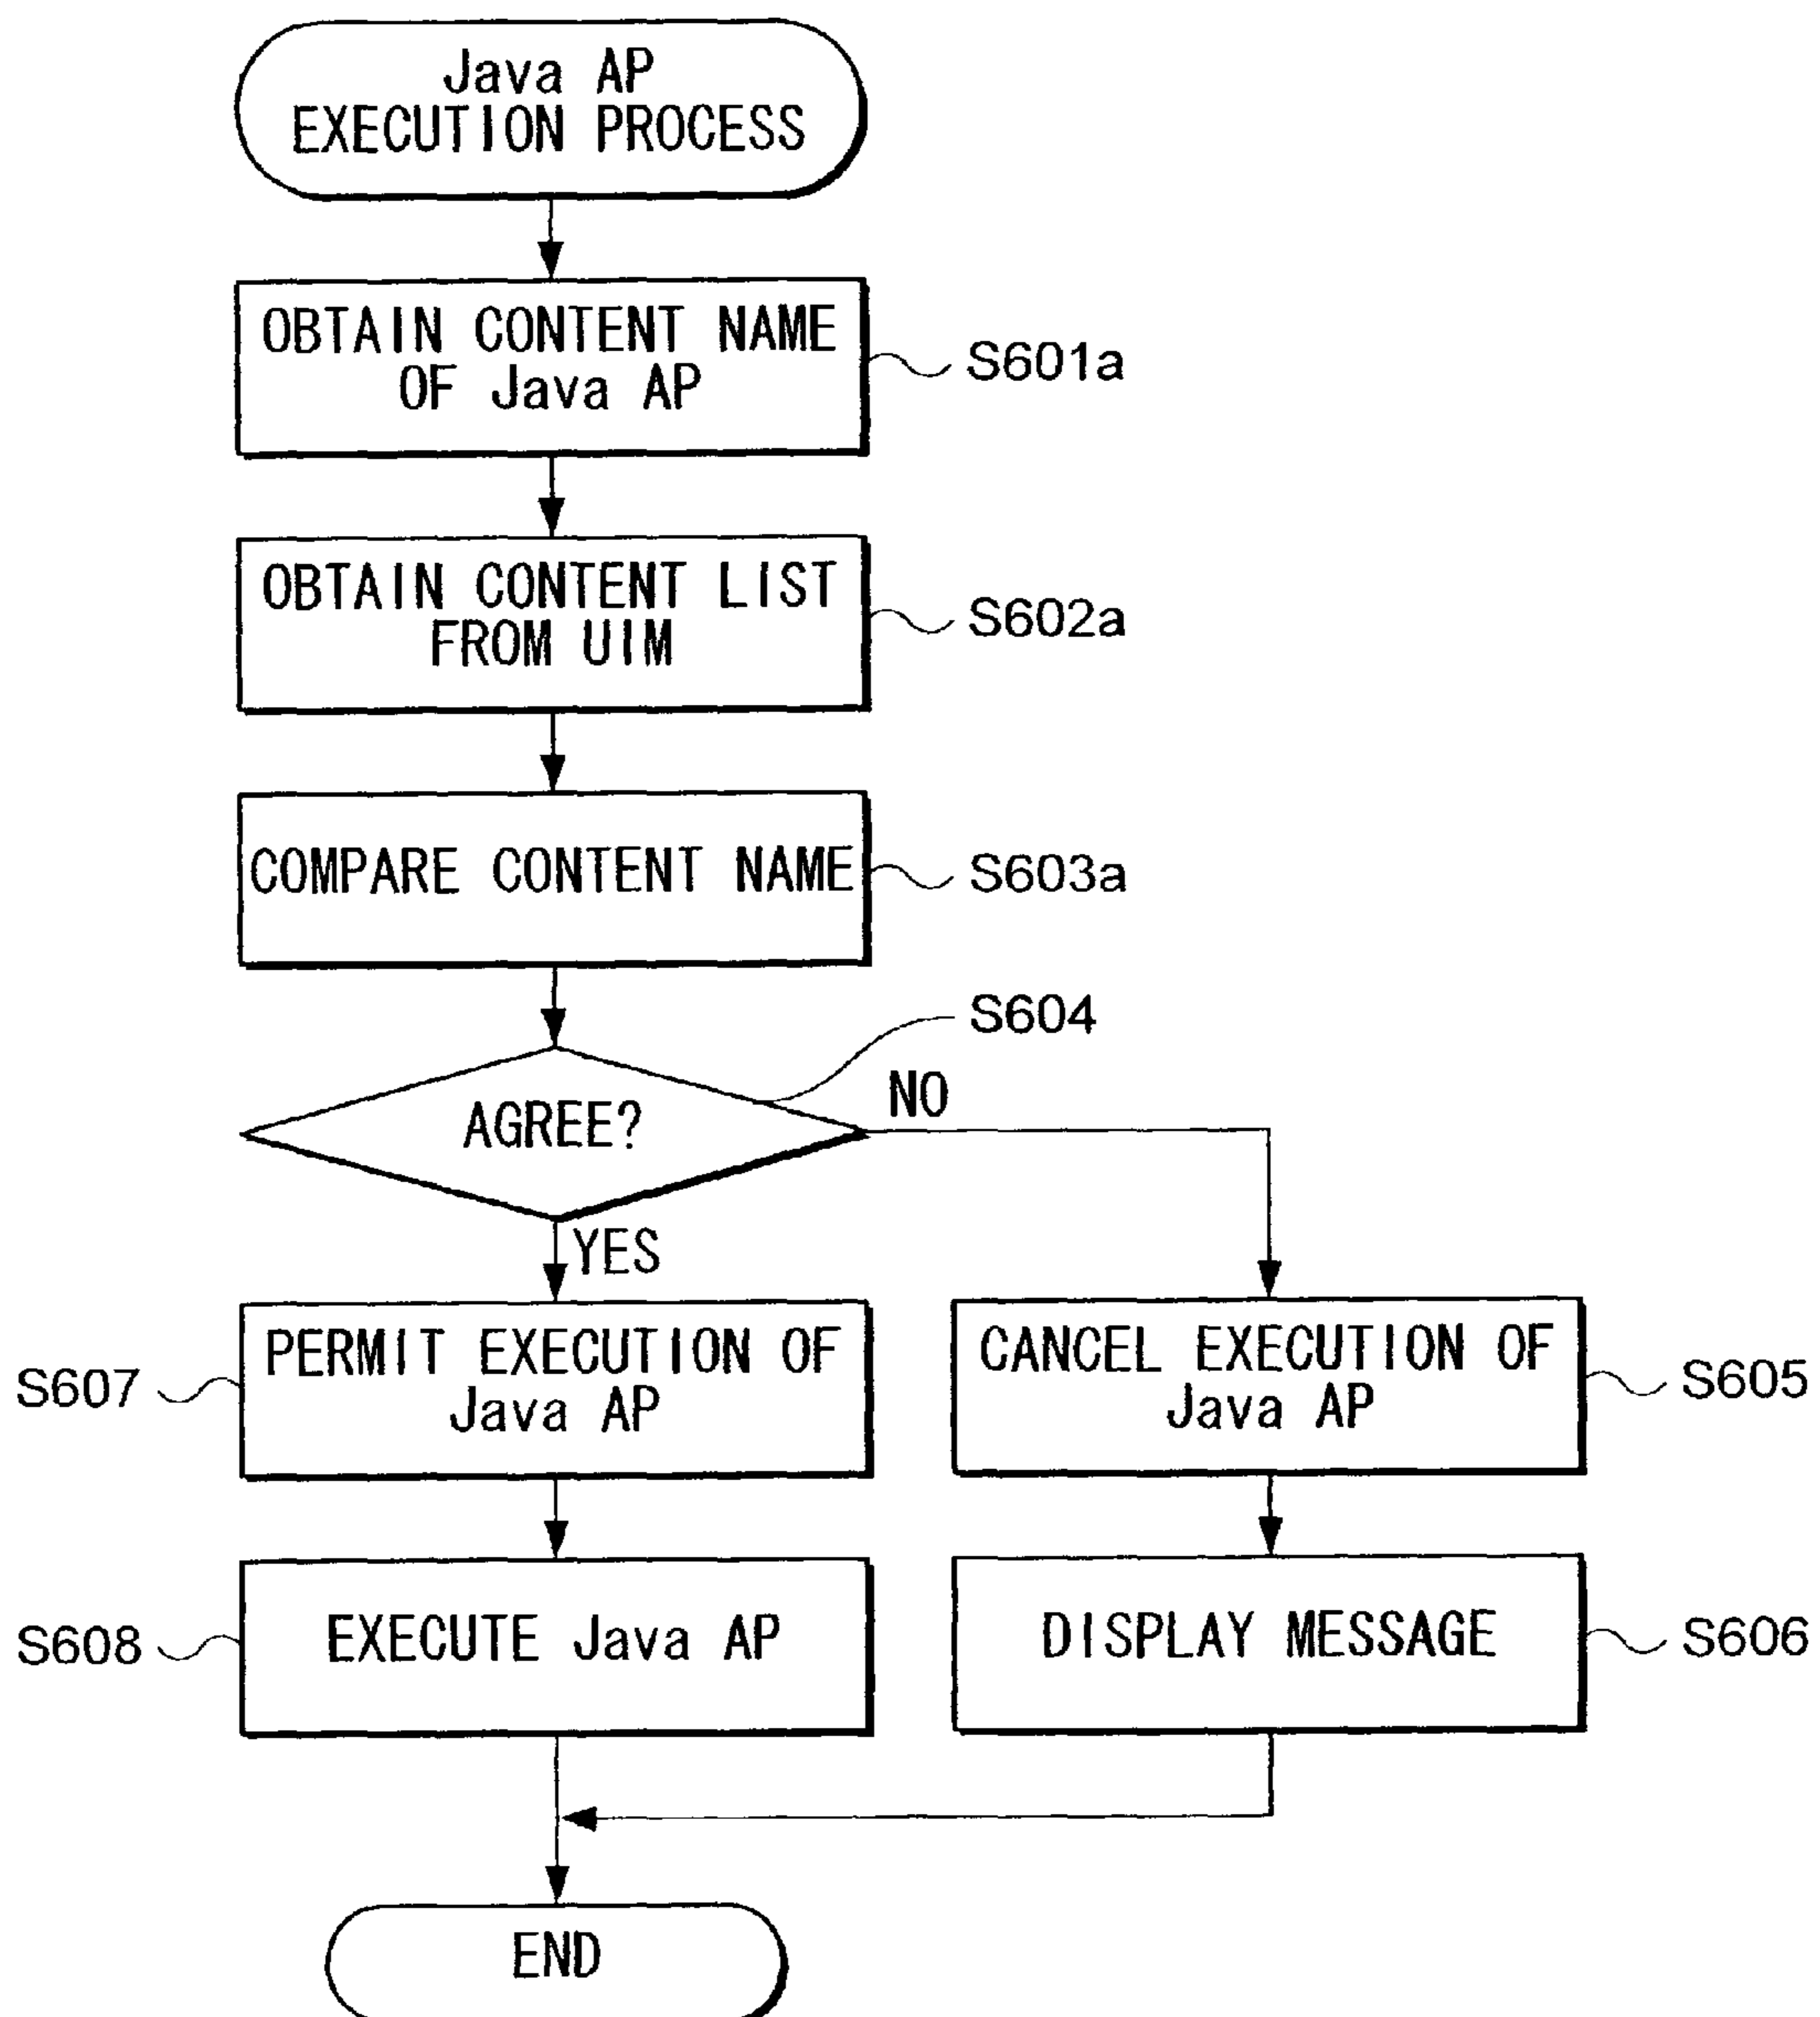 Java AP
EXECUTION PROCESS
OBTAIN CONTENT NAME
OF Java AP
S601a
OBTAIN CONTENT LIST
FROM UIM
S602a
COMPARE CONTENT NAME
S603a
S604
AGREE?
NO
YES
S607
PERMIT EXECUTION OF
Java AP
CANCEL EXECUTION OF
Java AP
S605
S608
EXECUTE Java AP
DISPLAY MESSAGE
S606
END